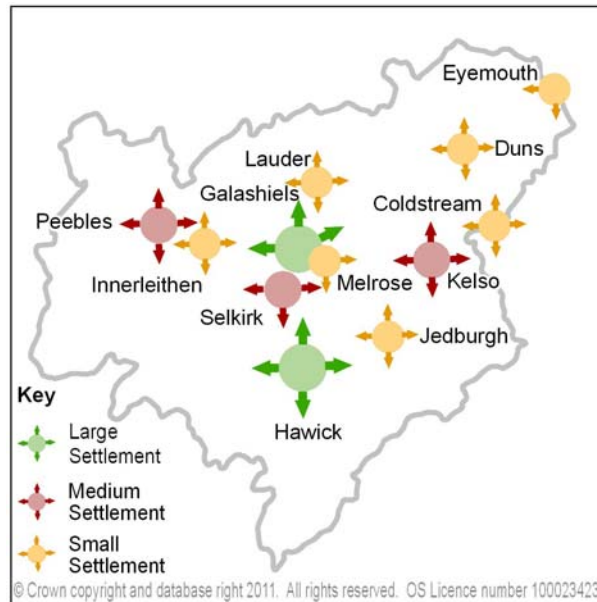 Eyemouth
Duns
Lauder
Galashiels
Coldstream
Peebles
Innerleithen
Melrose
Kelso
Selkirk
Jedburgh
Hawick
Key
Large
Settlement
Medium
Settlement
Small
Settlement
© Crown copyright and database right 2011. All rights reserved. OS Licence number 100023423